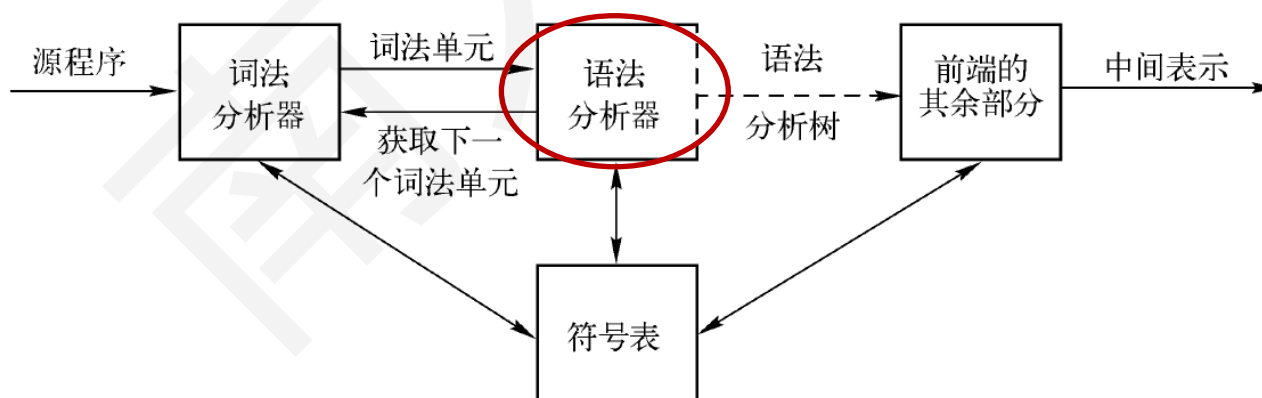 源程序
词法
分析器
词法单元
获取下一
个词法单元
语法
分析器
语法
分析树
前端的
其余部分
中间表示
符号表